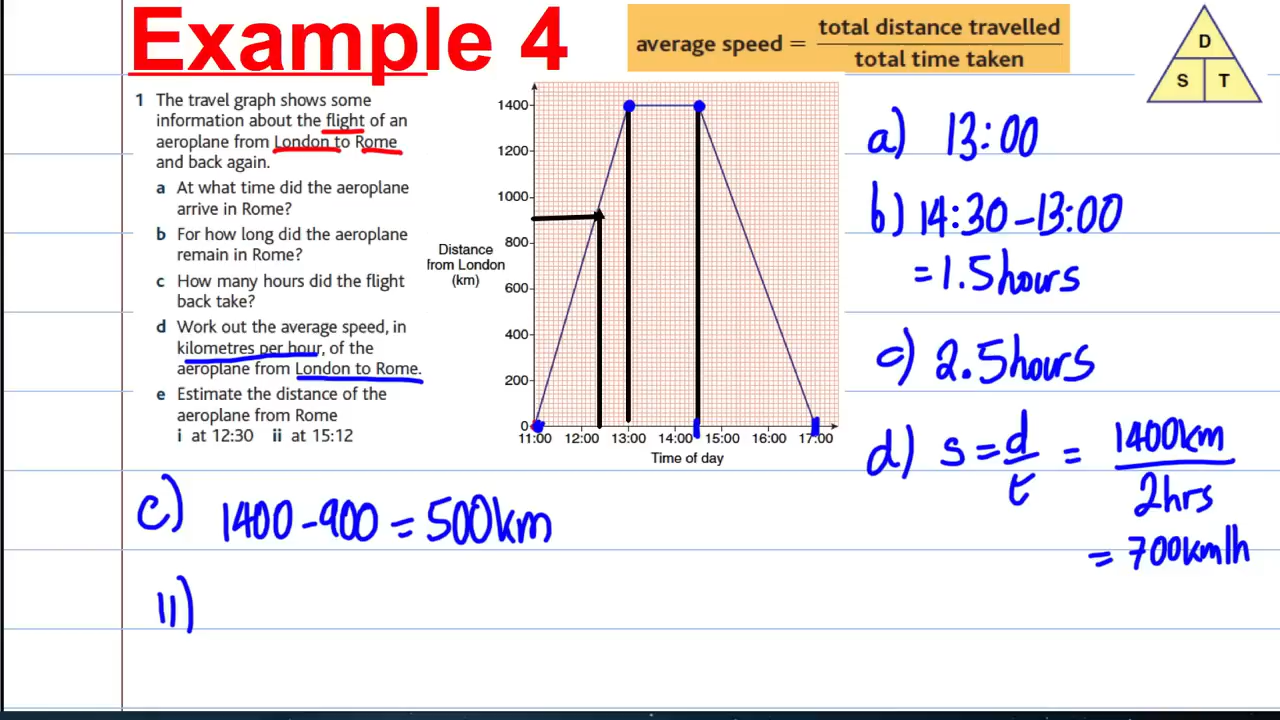 Example 4
average speed = total distance travelled / total time taken
D
S T
1 The travel graph shows some
information about the flight of an
aeroplane from London to Rome
and back again.
a At what time did the aeroplane
arrive in Rome?
b For how long did the aeroplane
remain in Rome?
c How many hours did the flight
back take?
d Work out the average speed, in
kilometres per hour, of the
aeroplane from London to Rome.
e Estimate the distance of the
aeroplane from Rome
i at 12:30 ii at 15:12
Distance
from London
(km)
1400
1200
1000
800
600
400
200
0
11:00 12:00 13:00 14:00 15:00 16:00 17:00
Time of day
a) 13:00
b) 14:30 - 13:00
= 1.5hours
c) 2.5hours
d) s = d/t = 1400km/2hrs
= 700km/h
e) 1400 - 900 = 500km
ii)